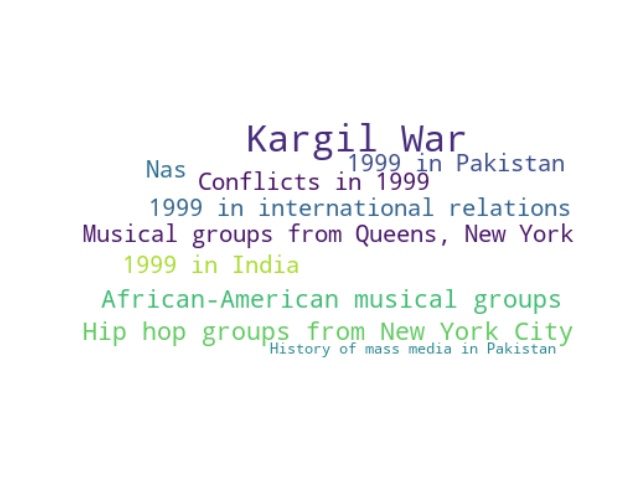 Kargil War
1999 in Pakistan
Nas
Conflicts in 1999
1999 in international relations
Musical groups from Queens, New York
1999 in India
African-American musical groups
Hip hop groups from New York City
History of mass media in Pakistan